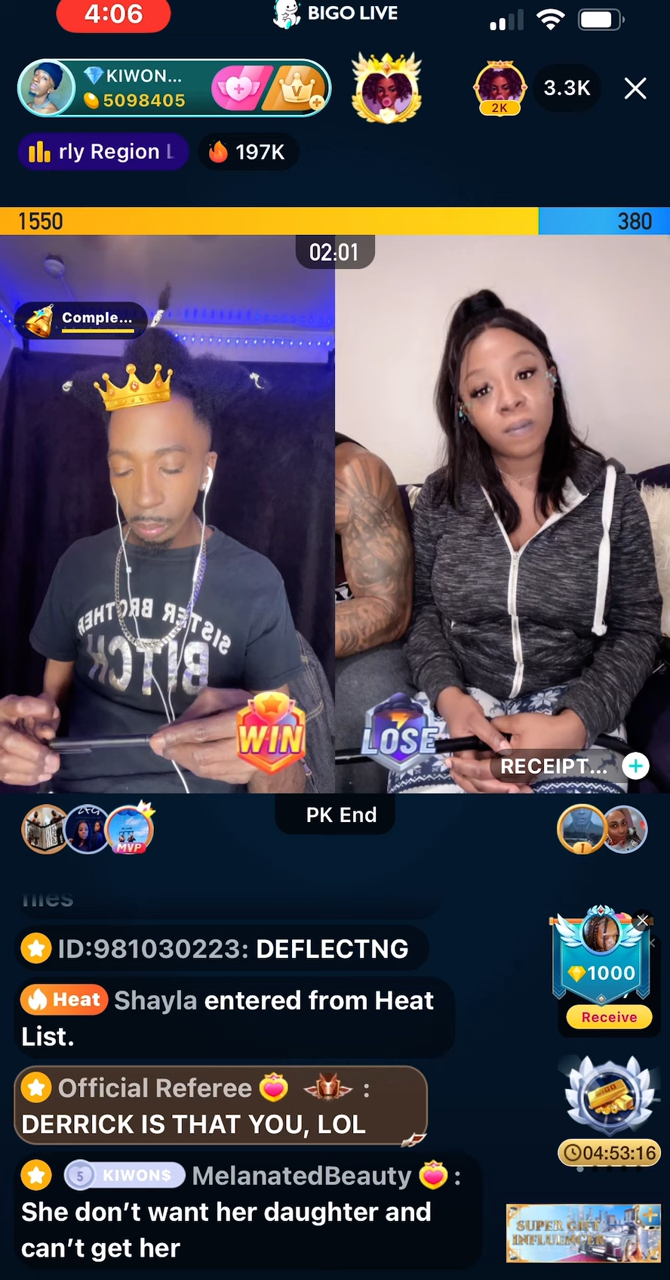 4:06
BIGO LIVE
KIWON...
5098405
2K
3.3K
rly Region
197K
1550
380
02:01
Comple...
SISTER BROTHER
BITCH
WIN
LOSE
RECEIPT...
PK End
MVP
1
ID:981030223: DEFLECTNG
1000
Receive
Heat Shayla entered from Heat
List.
Official Referee :
DERRICK IS THAT YOU, LOL
04:53:16
5 KIWON$ MelanatedBeauty :
She don't want her daughter and
can't get her
SUPER GIFT
INFLUENCER